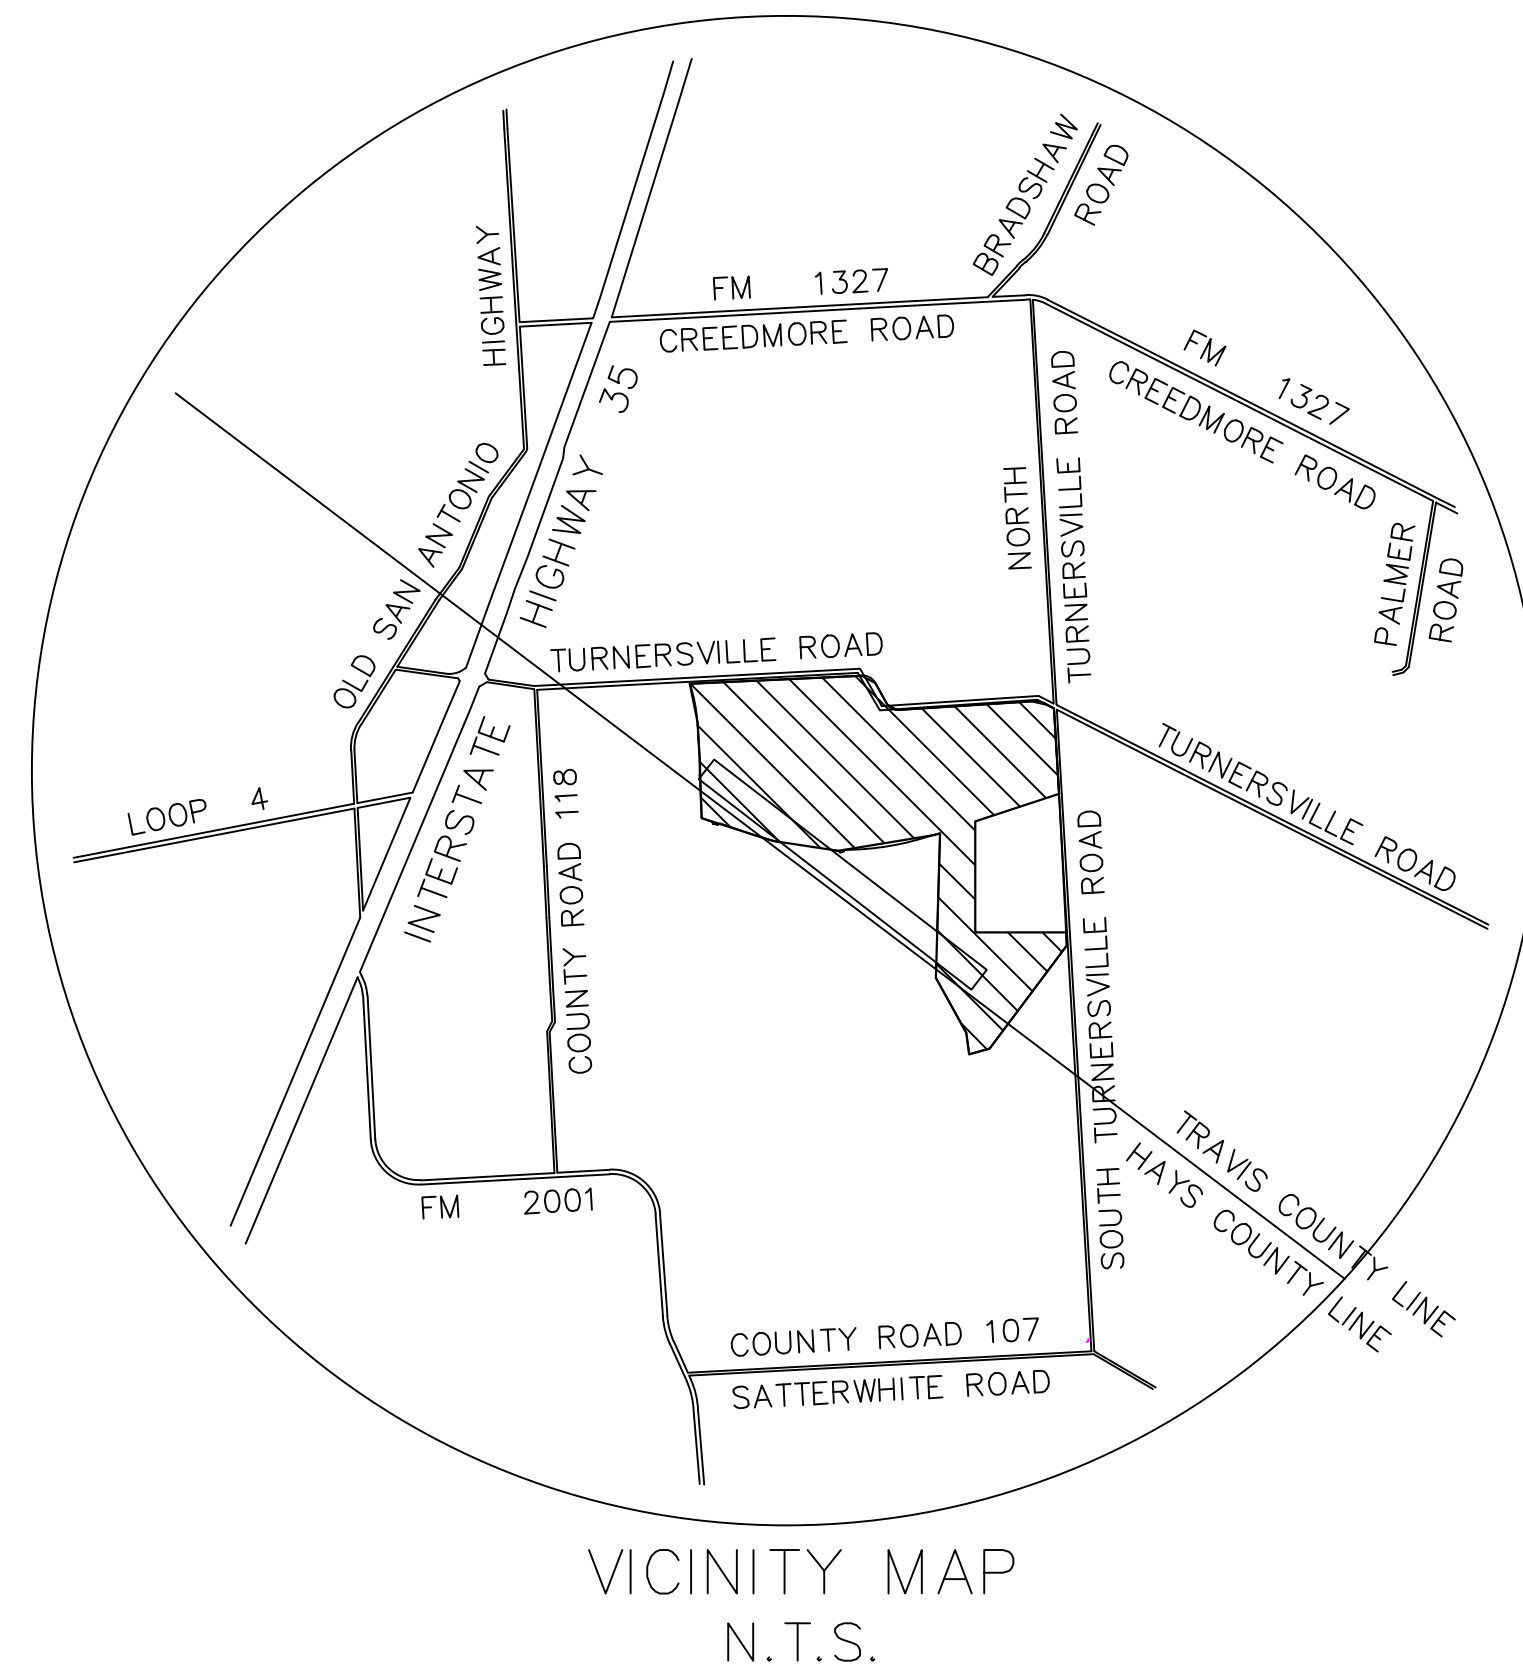 BRADSHAW
ROAD
HIGHWAY
FM 1327
CREEDMORE ROAD
FM 1327
CREEDMORE ROAD
35
HIGHWAY
OLD SAN ANTONIO
NORTH
TURNERSVILLE ROAD
PALMER
ROAD
TURNERSVILLE ROAD
TURNERSVILLE ROAD
LOOP 4
INTERSTATE
COUNTY ROAD 118
SOUTH TURNERSVILLE ROAD
TRAVIS COUNTY LINE
HAYS COUNTY LINE
FM 2001
COUNTY ROAD 107
SATTERWHITE ROAD
VICINITY MAP
N.T.S.